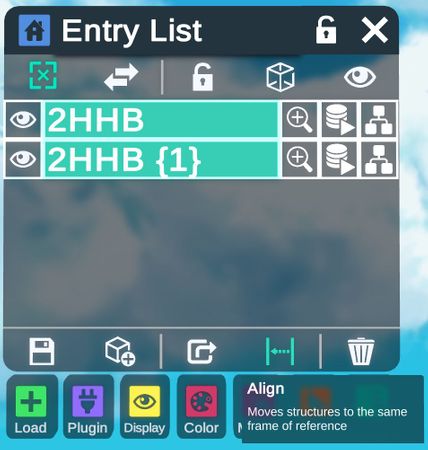 Entry List
2HHB
2HHB {1}
Load
Plugin
Display
Color
Align
Moves structures to the same
frame of reference